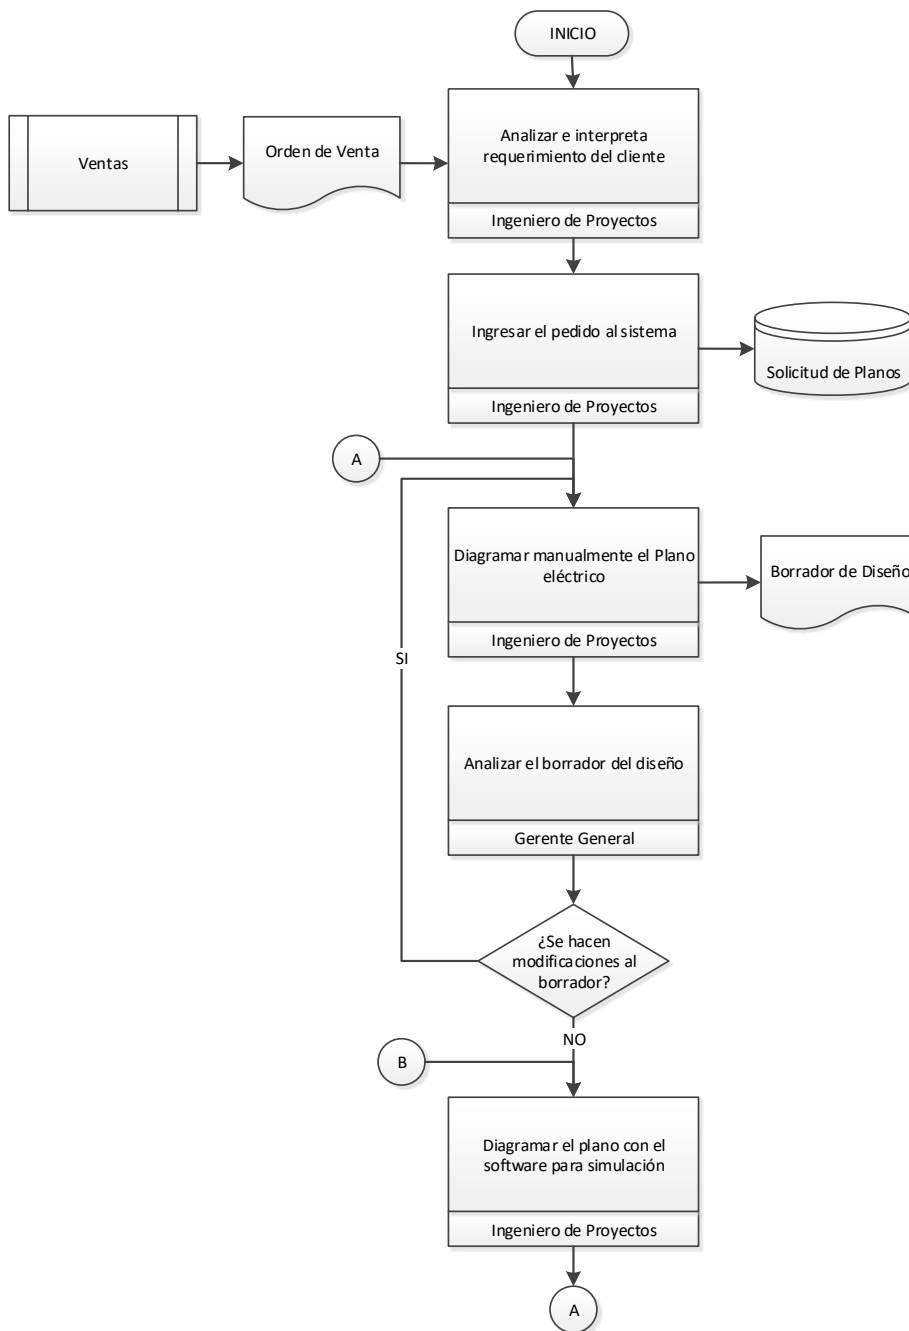 INICIO
Ventas
Orden de Venta
Analizar e interpreta
requerimiento del cliente
Ingeniero de Proyectos
Ingresar el pedido al sistema
Ingeniero de Proyectos
Solicitud de Planos
A
Diagramar manualmente el Plano
eléctrico
Ingeniero de Proyectos
Borrador de Diseño
SI
Analizar el borrador del diseño
Gerente General
¿Se hacen
modificaciones al
borrador?
NO
B
Diagramar el plano con el
software para simulación
Ingeniero de Proyectos
A